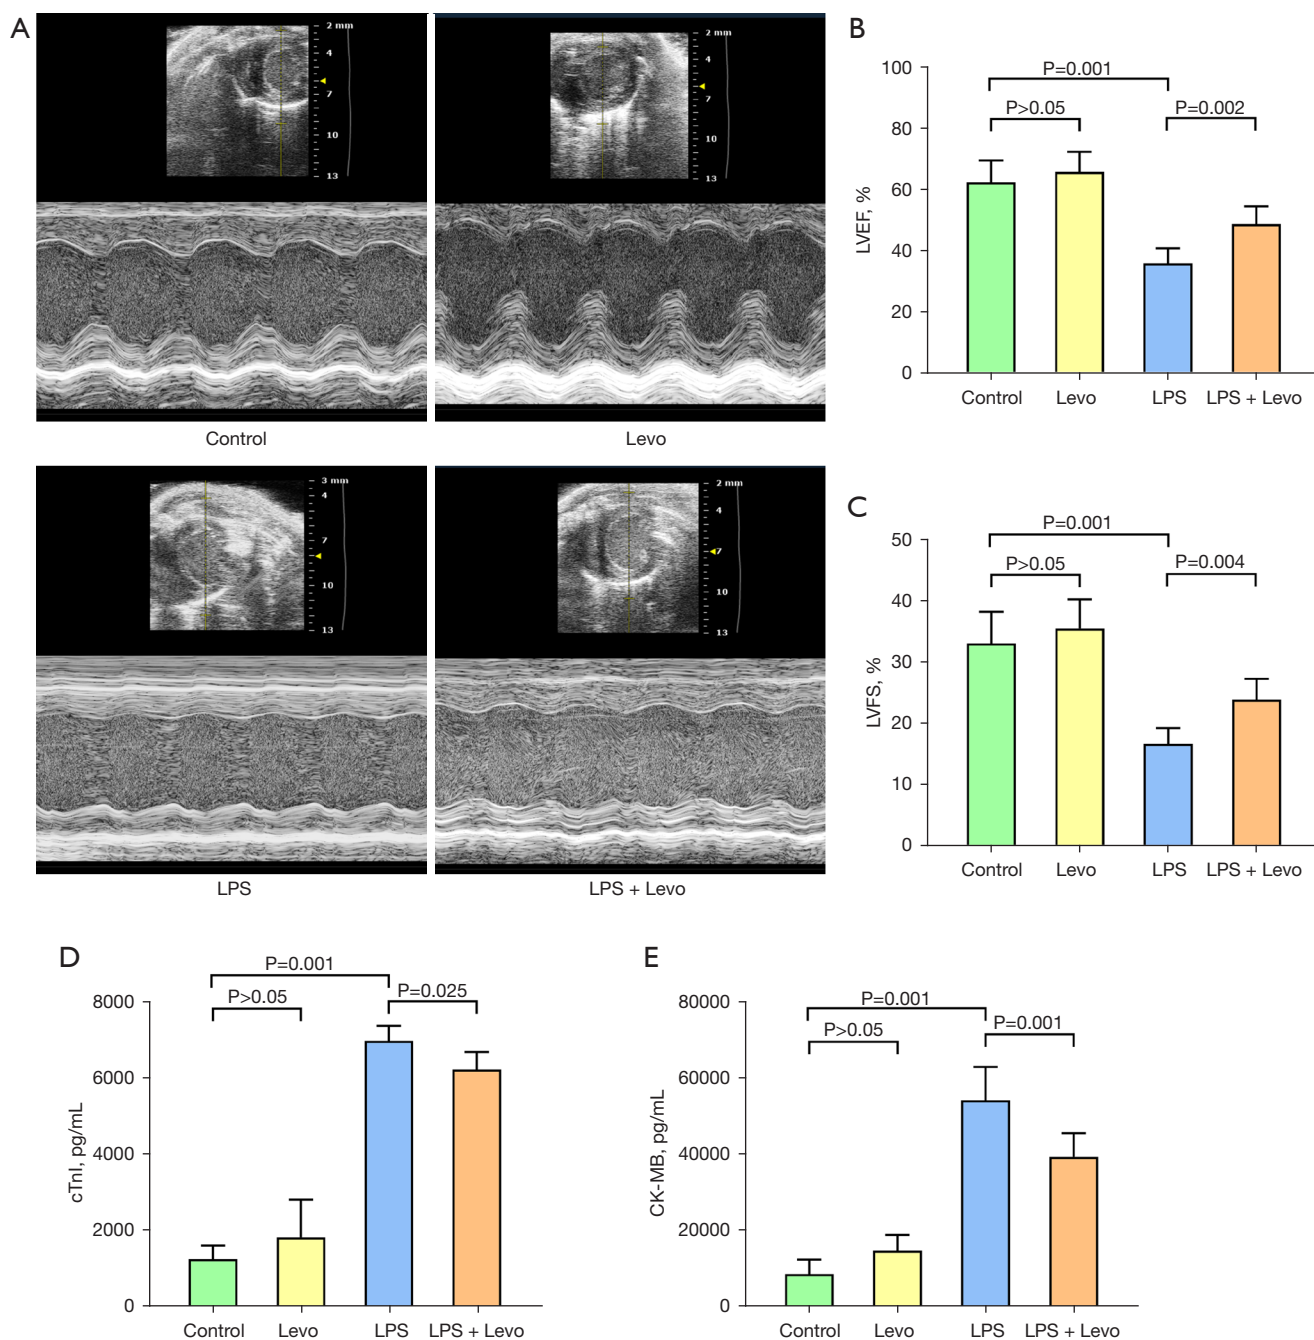 A
2 mm
4
7
10
13
Control
2 mm
4
7
10
13
Levo
3 mm
4
7
10
13
LPS
2 mm
4
7
10
13
LPS + Levo
B
LVEF, %
100
80
60
40
20
0
P=0.001
P>0.05
P=0.002
Control Levo LPS LPS + Levo
C
LVFS, %
50
40
30
20
10
0
P=0.001
P>0.05
P=0.004
Control Levo LPS LPS + Levo
D
cTnI, pg/mL
8000
6000
4000
2000
0
P=0.001
P>0.05
P=0.025
Control Levo LPS LPS + Levo
E
CK-MB, pg/mL
80000
60000
40000
20000
0
P=0.001
P>0.05
P=0.001
Control Levo LPS LPS + Levo